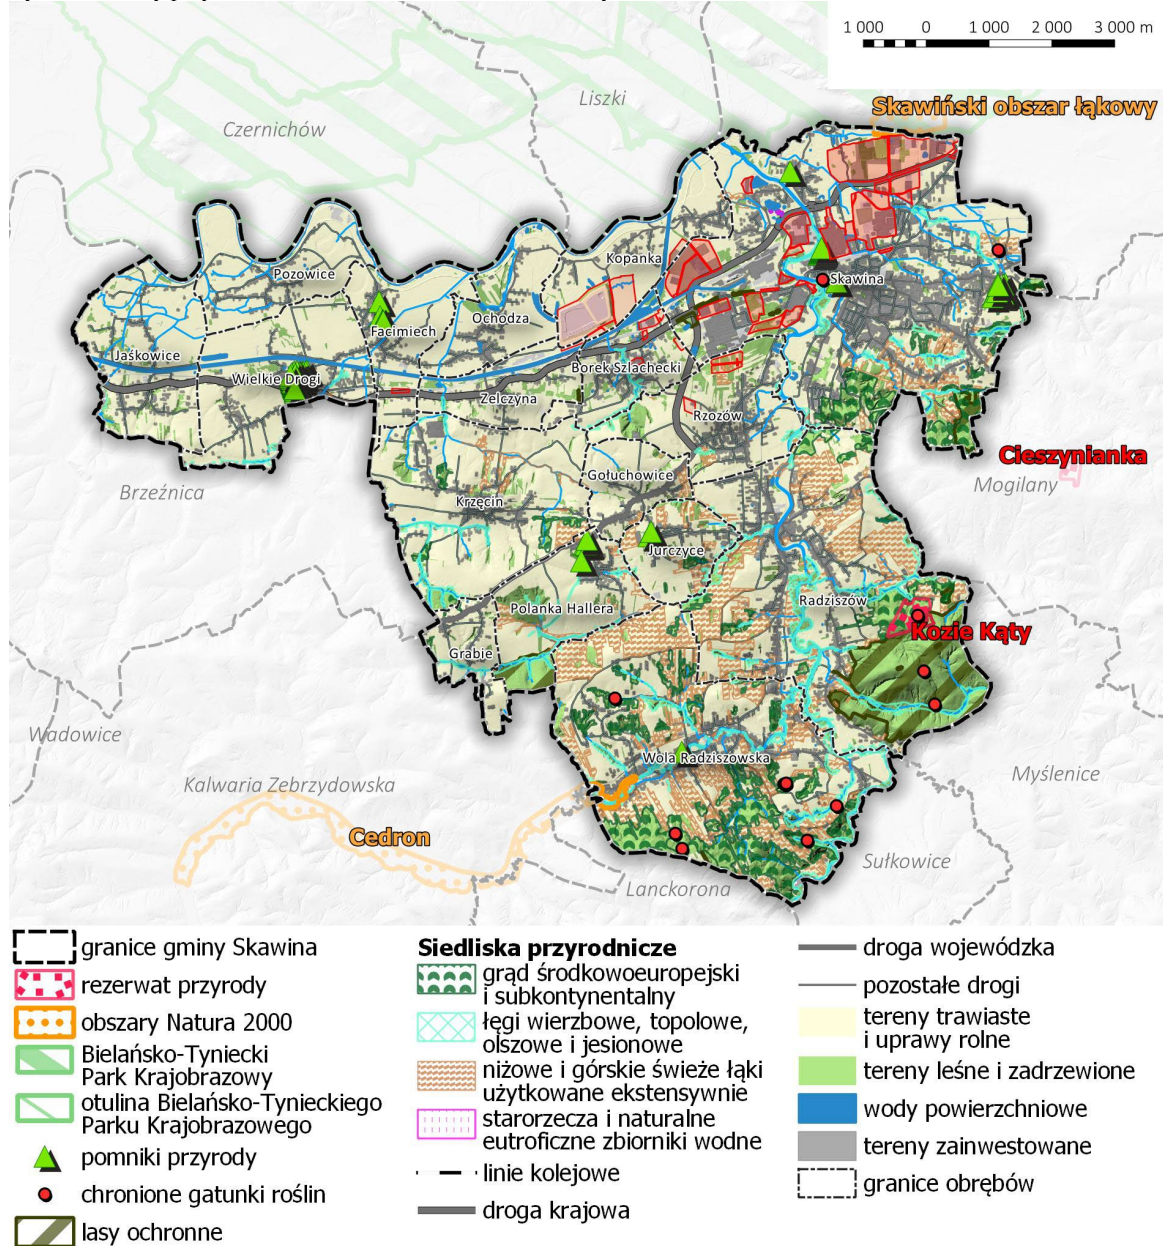 1 000 0 1 000 2 000 3 000 m
Liszki
Skawiński obszar łąkowy
Czernichów
Kopanka
Pozowice
Skawina
Ochodza
Facimiech
Jaśkowice
Borek Szlachecki
Wielkie Drogi
Zelczyna
Rzozów
Cieszynianka
Gołuchowice
Mogilany
Brzeźnica
Krzęcin
Jurczyce
Radziszów
Polanka Hallera
Kozie Kąty
Grabie
Wadowice
Wola Radziszowska
Myślenice
Kalwaria Zebrzydowska
Cedron
Sułkowice
Lanckorona
granice gminy Skawina
rezerwat przyrody
obszary Natura 2000
Bielańsko-Tyniecki
Park Krajobrazowy
otulina Bielańsko-Tynieckiego
Parku Krajobrazowego
pomniki przyrody
chronione gatunki roślin
lasy ochronne
Siedliska przyrodnicze
grąd środkowoeuropejski
i subkontynentalny
łęgi wierzbowe, topolowe,
olszowe i jesionowe
niżowe i górskie świeże łąki
użytkowane ekstensywnie
starorzecza i naturalne
eutroficzne zbiorniki wodne
linie kolejowe
droga krajowa
droga wojewódzka
pozostałe drogi
tereny trawiaste
i uprawy rolne
tereny leśne i zadrzewione
wody powierzchniowe
tereny zainwestowane
granice obrębów